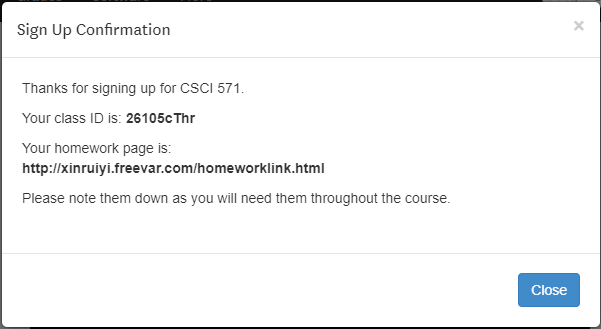 Sign Up Confirmation
×
Thanks for signing up for CSCI 571.
Your class ID is: 26105cThr
Your homework page is:
http://xinruiyi.freevar.com/homeworklink.html
Please note them down as you will need them throughout the course.
Close